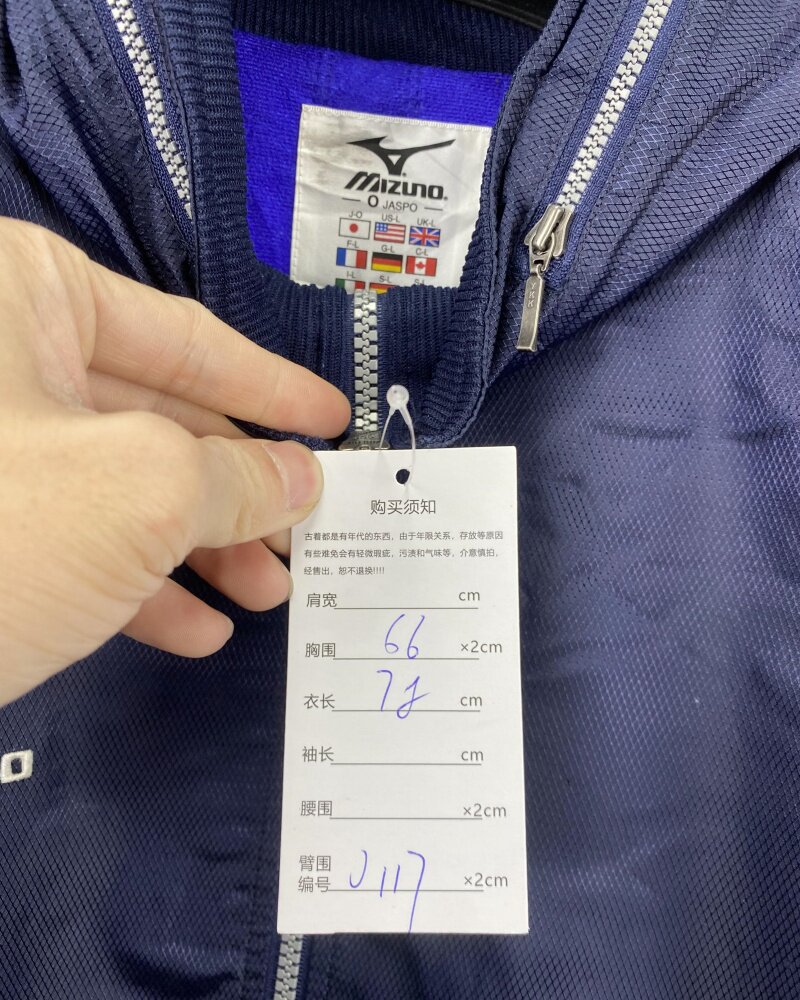 MIZUNO
O JASPO
J-O US-L UK-L
F-L G-L C-L
I-L S-L
YKK
购买须知
古着都是有年代的东西，由于年限关系，存放等原因
有些难免会有轻微瑕疵，污渍和气味等，介意慎拍，
经售出，恕不退换!!!!
肩宽 cm
胸围 66 ×2cm
衣长 cm
袖长 cm
腰围 ×2cm
臂围
编号 J117 ×2cm
O